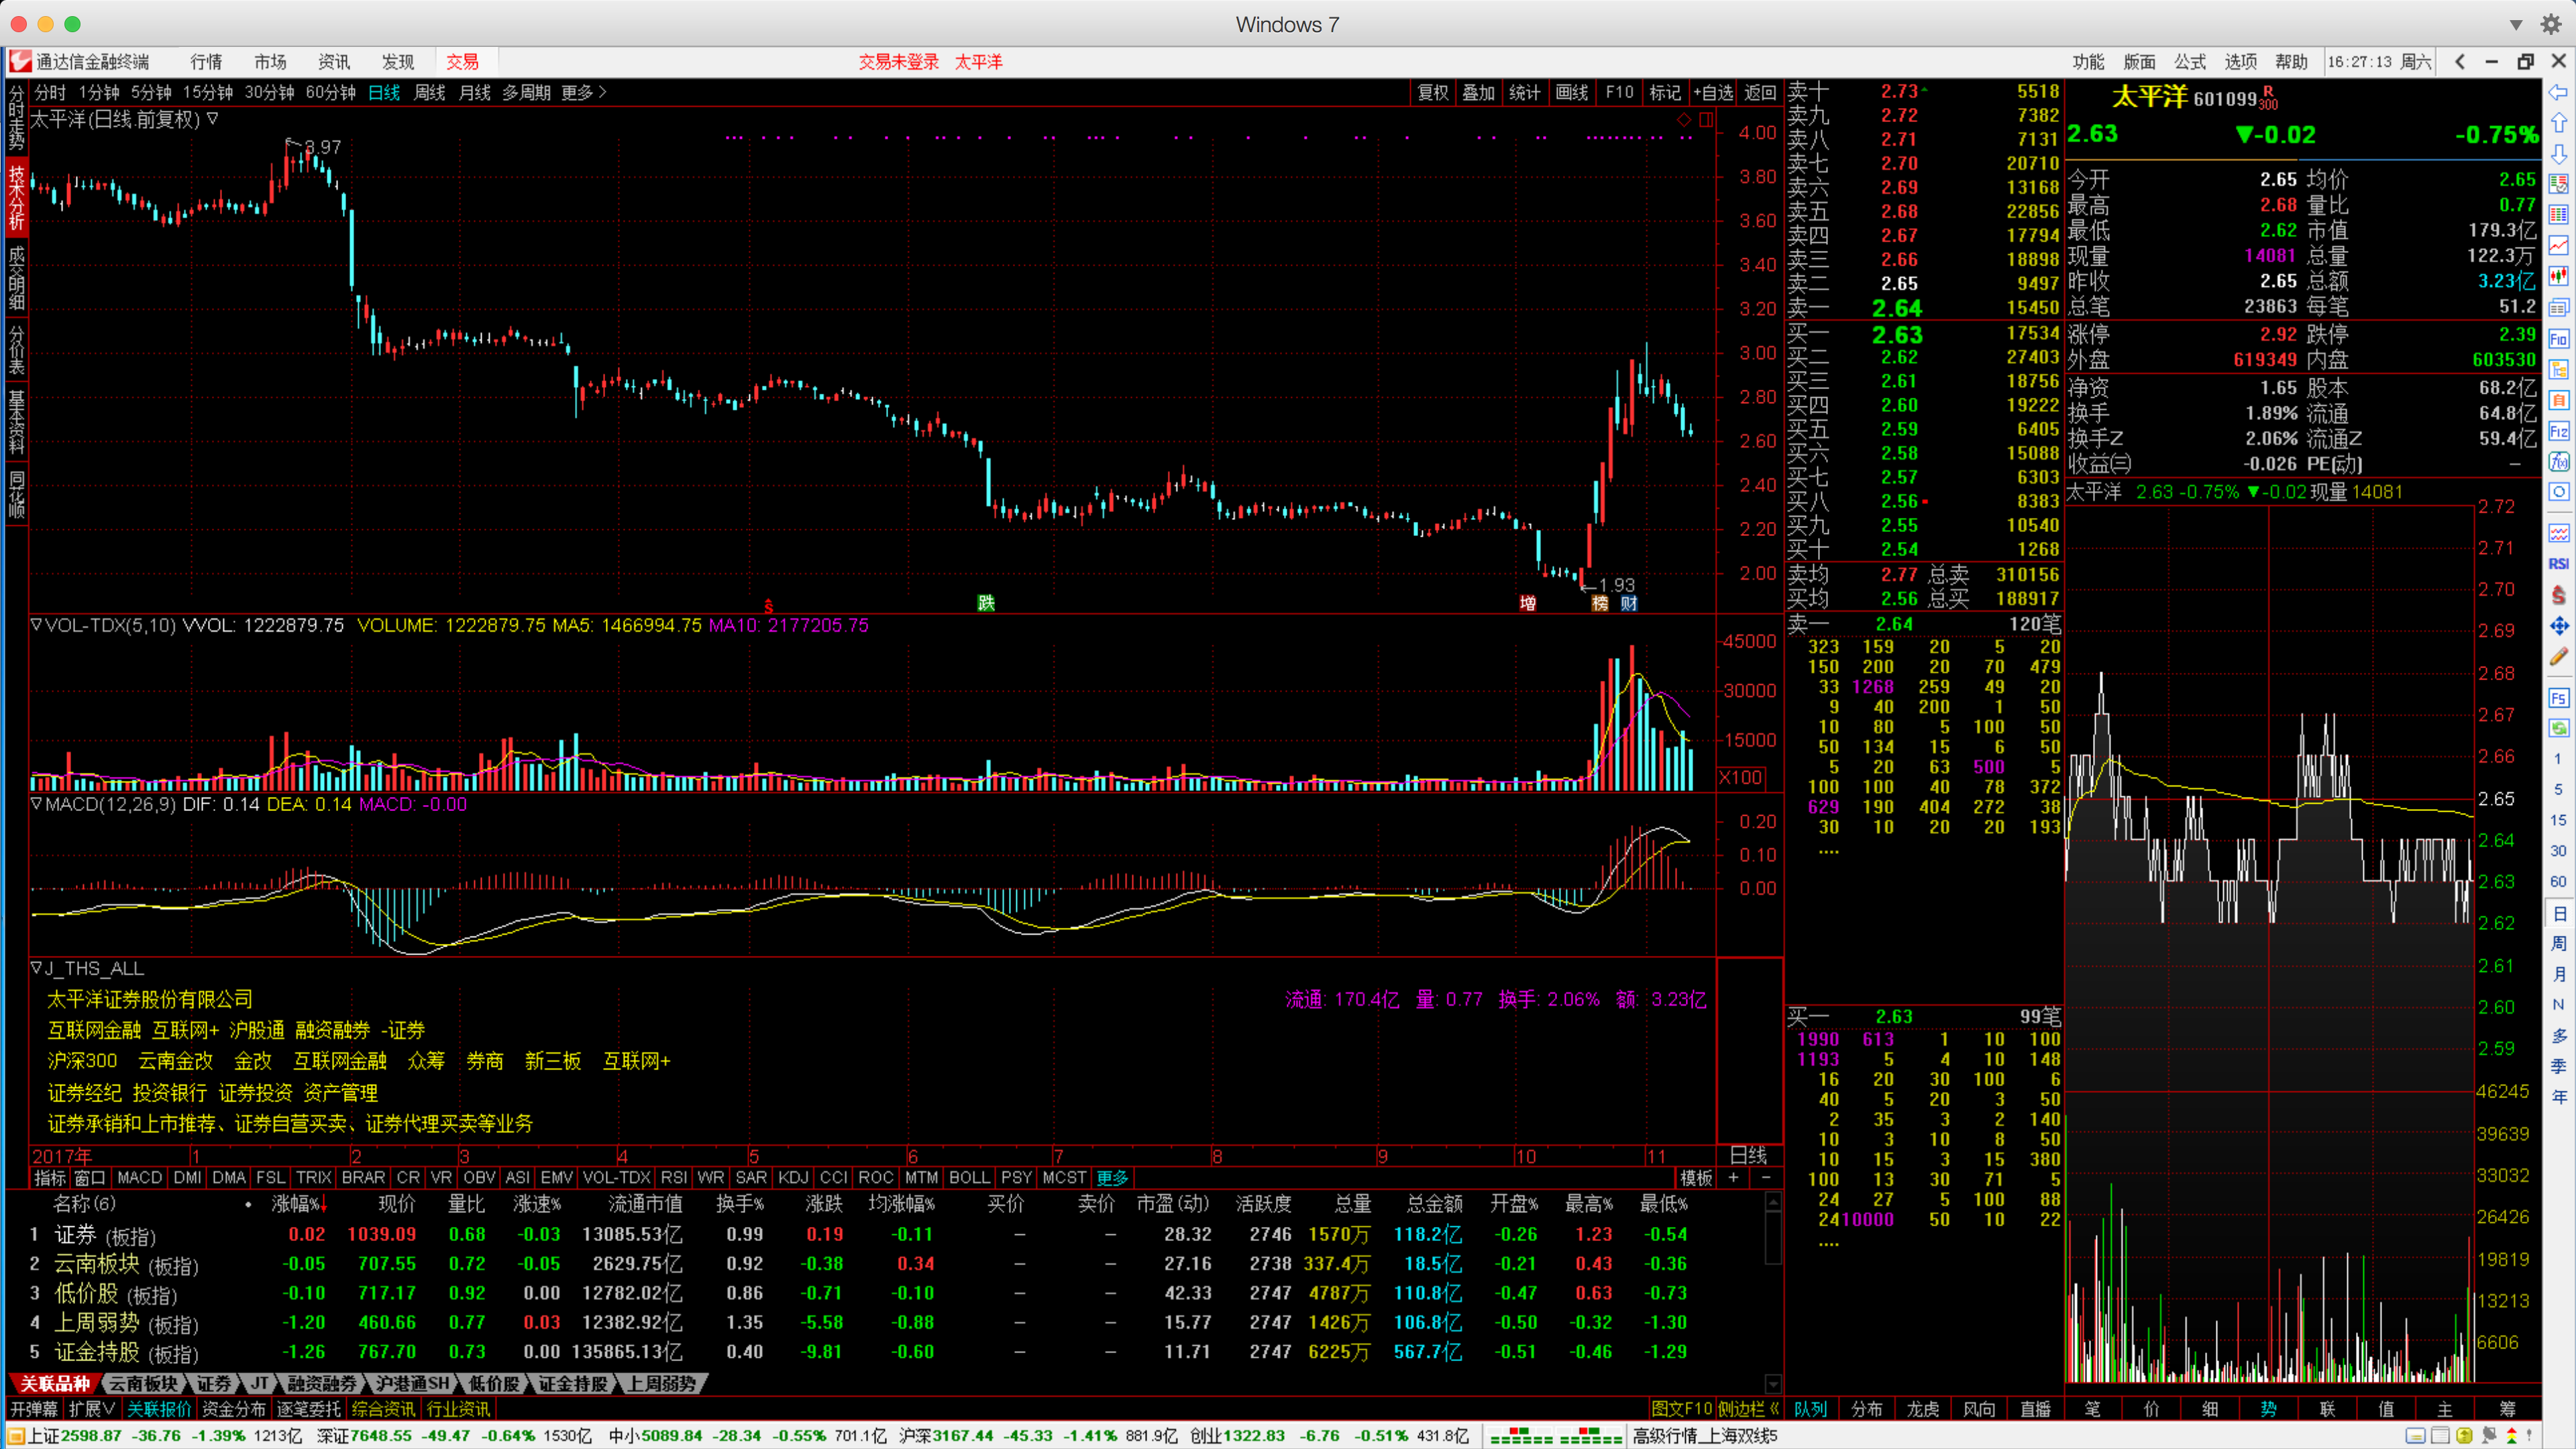 Windows 7
通达信金融终端 行情 市场 资讯 发现 交易 交易未登录 太平洋 功能 版面 公式 选项 帮助 16:27:13 周六
分时 1分钟 5分钟 15分钟 30分钟 60分钟 日线 周线 月线 多周期 更多 > 复权 叠加 统计 画线 F10 标记 +自选 返回
分时走势
技术分析
成交明细
分价表
基本资料
同花顺
太平洋(日线.前复权)
3.97
1.93
4.00
3.80
3.60
3.40
3.20
3.00
2.80
2.60
2.40
2.20
2.00
跌 增 榜 财
VOL-TDX(5,10) VVOL: 1222879.75 VOLUME: 1222879.75 MA5: 1466994.75 MA10: 2177205.75
45000
30000
15000
X100
MACD(12,26,9) DIF: 0.14 DEA: 0.14 MACD: -0.00
0.20
0.10
0.00
J_THS_ALL
太平洋证券股份有限公司
流通: 170.4亿 量: 0.77 换手: 2.06% 额: 3.23亿
互联网金融 互联网+ 沪股通 融资融券 -证券
沪深300 云南金改 金改 互联网金融 众筹 券商 新三板 互联网+
证券经纪 投资银行 证券投资 资产管理
证券承销和上市推荐、证券自营买卖、证券代理买卖等业务
2017年 1 2 3 4 5 6 7 8 9 10 11 日线
指标 窗口 MACD DMI DMA FSL TRIX BRAR CR VR OBV ASI EMV VOL-TDX RSI WR SAR KDJ CCI ROC MTM BOLL PSY MCST 更多 模板 + -
名称(6) 涨幅%↓ 现价 量比 涨速% 流通市值 换手% 涨跌 均涨幅% 买价 卖价 市盈(动) 活跃度 总量 总金额 开盘% 最高% 最低%
1 证券 (板指) 0.02 1039.09 0.68 -0.03 13085.53亿 0.99 0.19 -0.11 – – 28.32 2746 1570万 118.2亿 -0.26 1.23 -0.54
2 云南板块 (板指) -0.05 707.55 0.72 -0.05 2629.75亿 0.92 -0.38 0.34 – – 27.16 2738 337.4万 18.5亿 -0.21 0.43 -0.36
3 低价股 (板指) -0.10 717.17 0.92 0.00 12782.02亿 0.86 -0.71 -0.10 – – 42.33 2747 4787万 110.8亿 -0.47 0.63 -0.73
4 上周弱势 (板指) -1.20 460.66 0.77 0.03 12382.92亿 1.35 -5.58 -0.88 – – 15.77 2747 1426万 106.8亿 -0.50 -0.32 -1.30
5 证金持股 (板指) -1.26 767.70 0.73 0.00 135865.13亿 0.40 -9.81 -0.60 – – 11.71 2747 6225万 567.7亿 -0.51 -0.46 -1.29
关联品种 云南板块 证券 JT 融资融券 沪港通SH 低价股 证金持股 上周弱势
开弹幕 扩展∨ 关联报价 资金分布 逐笔委托 综合资讯 行业资讯 图文F10 侧边栏《
卖十 2.73 5518
卖九 2.72 7382
卖八 2.71 7131
卖七 2.70 20710
卖六 2.69 13168
卖五 2.68 22856
卖四 2.67 17794
卖三 2.66 18898
卖二 2.65 9497
卖一 2.64 15450
买一 2.63 17534
买二 2.62 27403
买三 2.61 18756
买四 2.60 19222
买五 2.59 6405
买六 2.58 15088
买七 2.57 6303
买八 2.56 8383
买九 2.55 10540
买十 2.54 1268
卖均 2.77 总卖 310156
买均 2.56 总买 188917
卖一 2.64 120笔
323 159 20 5 20
150 200 20 70 479
33 1268 259 49 20
9 40 200 1 50
10 80 5 100 50
50 134 15 6 50
5 20 63 500 5
100 100 40 78 372
629 190 404 272 38
30 10 20 20 193
....
买一 2.63 99笔
1990 613 1 10 100
1193 5 4 10 148
16 20 30 100 6
40 5 20 3 50
2 35 3 2 140
10 3 10 8 50
10 15 3 15 380
100 13 30 71 5
24 27 5 100 88
24 10000 50 10 22
....
队列 分布 龙虎 风向 直播
太平洋 601099 R 300
2.63 ▼-0.02 -0.75%
今开 2.65 均价 2.65
最高 2.68 量比 0.77
最低 2.62 市值 179.3亿
现量 14081 总量 122.3万
昨收 2.65 总额 3.23亿
总笔 23863 每笔 51.2
涨停 2.92 跌停 2.39
外盘 619349 内盘 603530
净资 1.65 股本 68.2亿
换手 1.89% 流通 64.8亿
换手Z 2.06% 流通Z 59.4亿
收益(三) -0.026 PE(动) –
太平洋 2.63 -0.75% ▼-0.02 现量 14081
2.72
2.71
2.70
2.69
2.68
2.67
2.66
2.65
2.64
2.63
2.62
2.61
2.60
2.59
46245
39639
33032
26426
19819
13213
6606
笔 价 细 势 联 值 主 筹
F10
自
F12
f(x)
RSI
F5
1
5
15
30
60
日
周
月
N
多
季
年
上证2598.87 -36.76 -1.39% 1213亿 深证7648.55 -49.47 -0.64% 1530亿 中小5089.84 -28.34 -0.55% 701.1亿 沪深3167.44 -45.33 -1.41% 881.9亿 创业1322.83 -6.76 -0.51% 431.8亿 高级行情_上海双线5